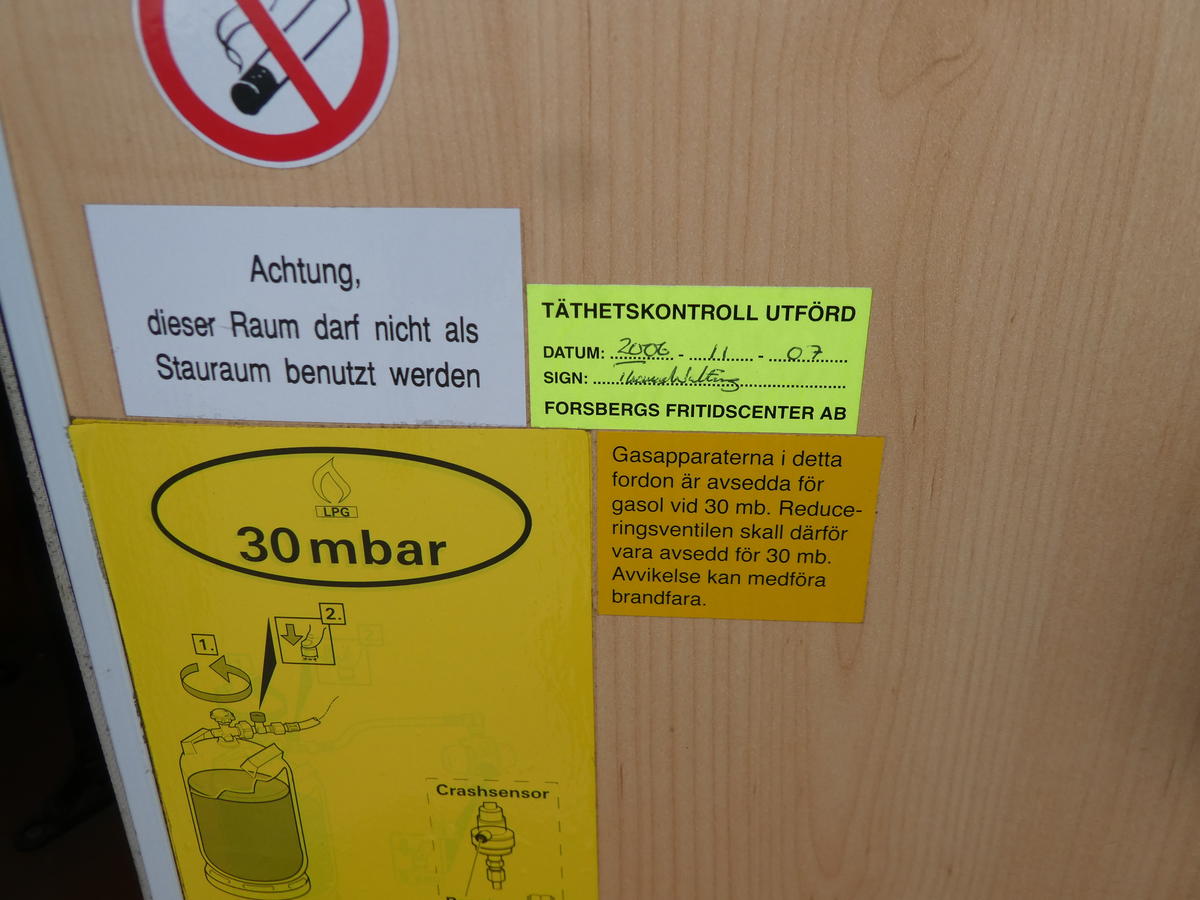 Achtung,
dieser Raum darf nicht als
Stauraum benutzt werden
TÄTHETSKONTROLL UTFÖRD
DATUM: 2006 - 11 - 07
SIGN:
FORSBERGS FRITIDSCENTER AB
LPG
30 mbar
Gasapparaterna i detta
fordon är avsedda för
gasol vid 30 mb. Reduce-
ringsventilen skall därför
vara avsedd för 30 mb.
Avvikelse kan medföra
brandfara.
2.
1.
Crashsensor